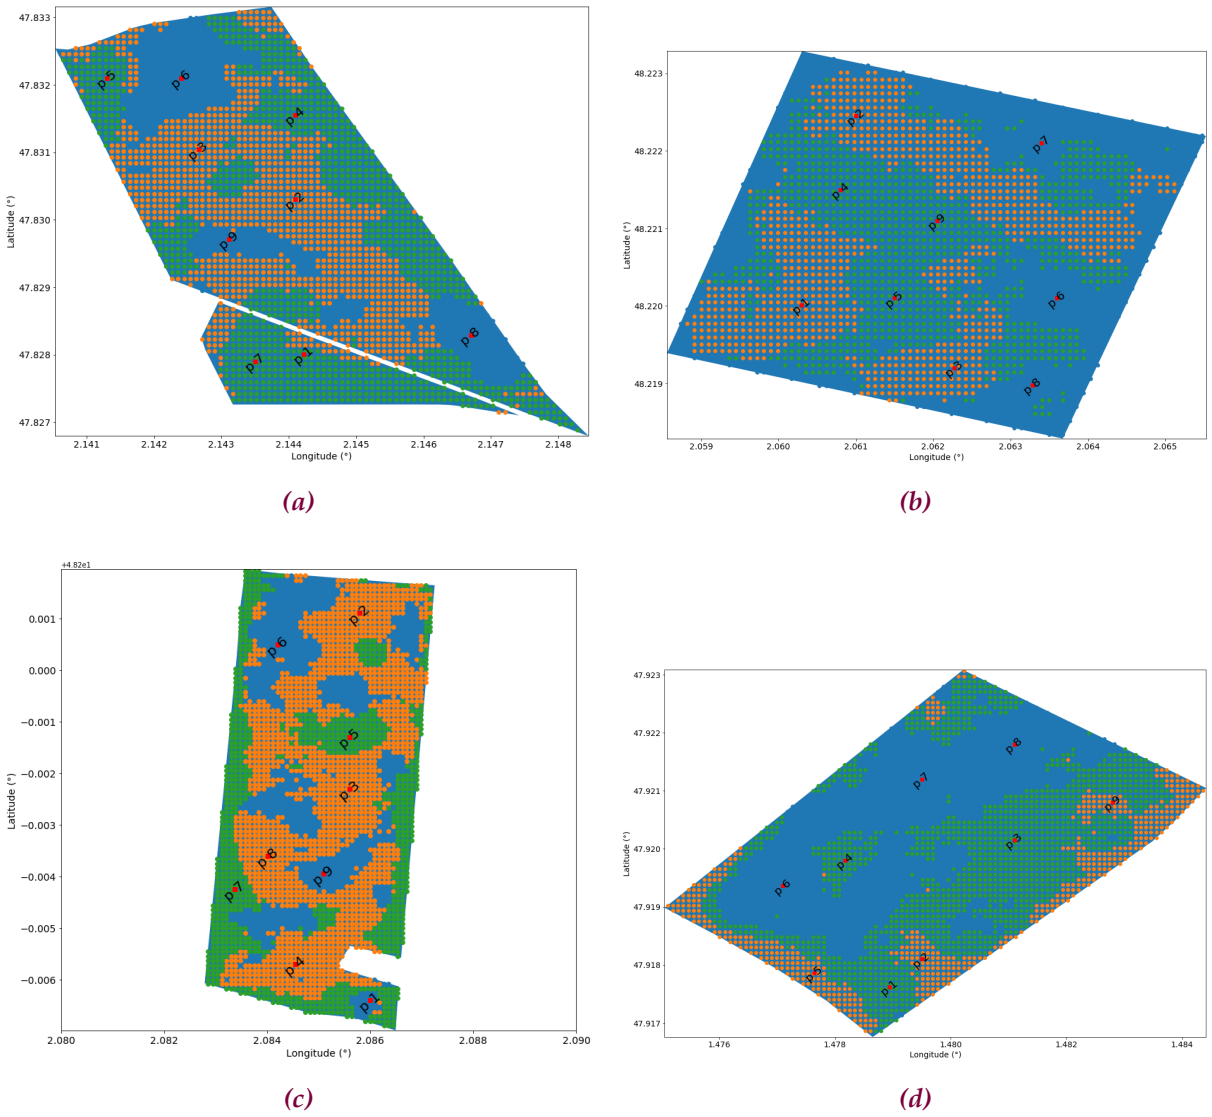 47.833
47.832
47.831
47.830
47.829
47.828
47.827
Latitude (°)
p 5
p 6
p 4
p 3
p 2
p 9
p 8
p 1
p 7
2.141 2.142 2.143 2.144 2.145 2.146 2.147 2.148
Longitude (°)
(a)
48.223
48.222
48.221
48.220
48.219
Latitude (°)
p 2
p 7
p 4
p 9
p 1
p 5
p 6
p 3
p 8
2.059 2.060 2.061 2.062 2.063 2.064 2.065
Longitude (°)
(b)
+4.82e1
0.001
0.000
−0.001
−0.002
−0.003
−0.004
−0.005
−0.006
Latitude (°)
p 2
p 6
p 5
p 3
p 8
p 9
p 7
p 4
p 1
2.080 2.082 2.084 2.086 2.088 2.090
Longitude (°)
(c)
47.923
47.922
47.921
47.920
47.919
47.918
47.917
Latitude (°)
p 8
p 7
p 9
p 3
p 4
p 6
p 2
p 5
p 1
1.476 1.478 1.480 1.482 1.484
Longitude (°)
(d)